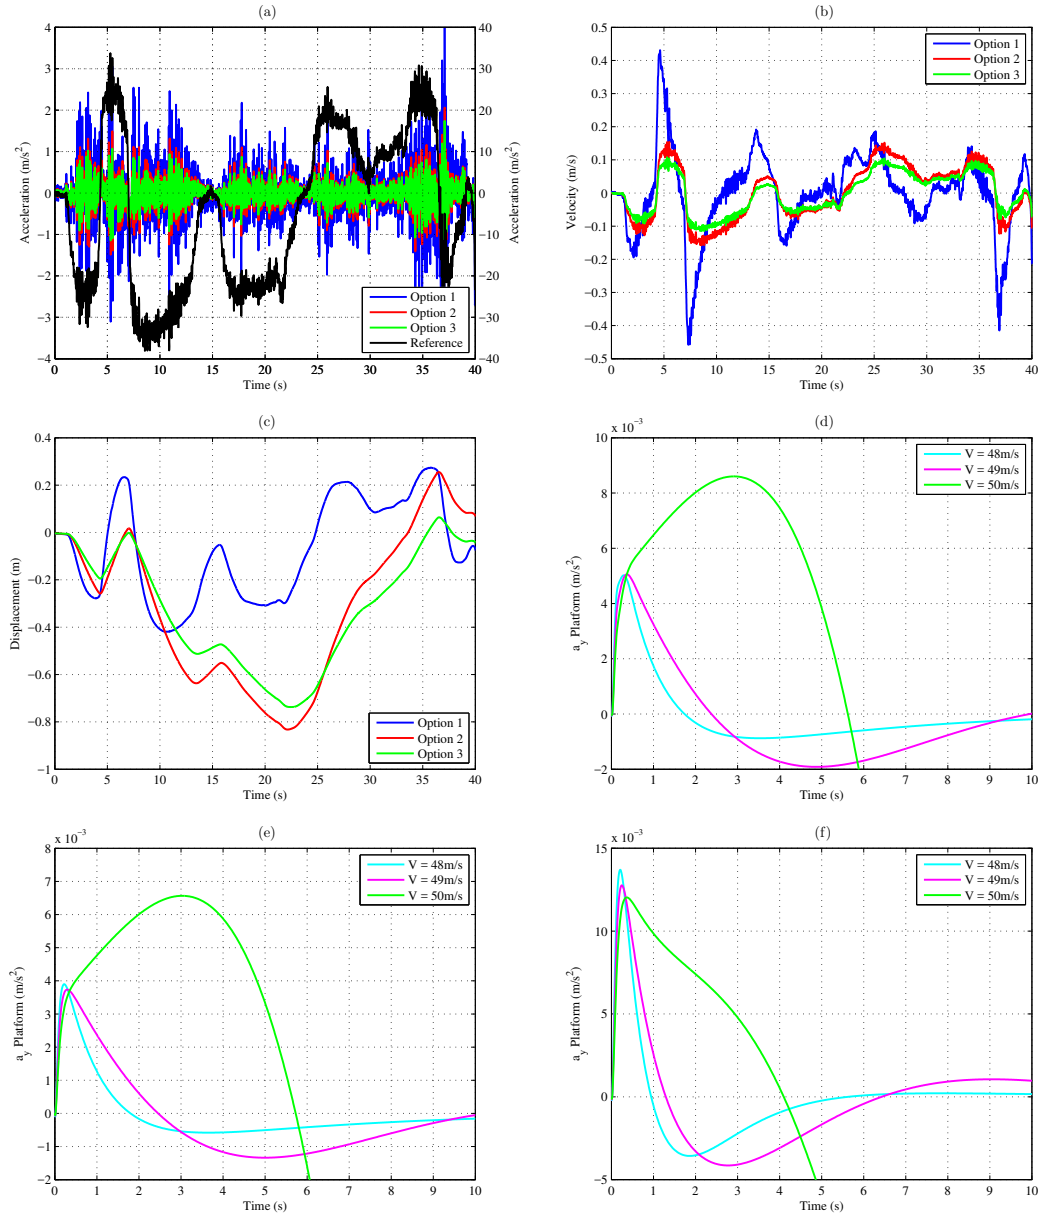 (a)
4
3
2
1
0
−1
−2
−3
−4
40
30
20
10
0
−10
−20
−30
−40
Acceleration (m/s²)
Acceleration (m/s²)
Option 1
Option 2
Option 3
Reference
0 5 10 15 20 25 30 35 40
Time (s)
(b)
0.5
0.4
0.3
0.2
0.1
0
−0.1
0.2
0.3
−0.4
−0.5
Velocity (m/s)
Option 1
Option 2
Option 3
0 5 10 15 20 25 30 35 40
Time (s)
(c)
0.4
0.2
0
−0.2
−0.4
−0.6
−0.8
−1
Displacement (m)
Option 1
Option 2
Option 3
0 5 10 15 20 25 30 35 40
Time (s)
(d)
x 10⁻³
10
8
6
4
2
0
−2
a_y Platform (m/s²)
V = 48m/s
V = 49m/s
V = 50m/s
0 1 2 3 4 5 6 7 8 9 10
Time (s)
(e)
x 10⁻³
8
7
6
5
4
3
2
1
0
−1
−2
a_y Platform (m/s²)
V = 48m/s
V = 49m/s
V = 50m/s
0 1 2 3 4 5 6 7 8 9 10
Time (s)
(f)
x 10⁻³
15
10
5
0
−5
a_y Platform (m/s²)
V = 48m/s
V = 49m/s
V = 50m/s
0 1 2 3 4 5 6 7 8 9 10
Time (s)